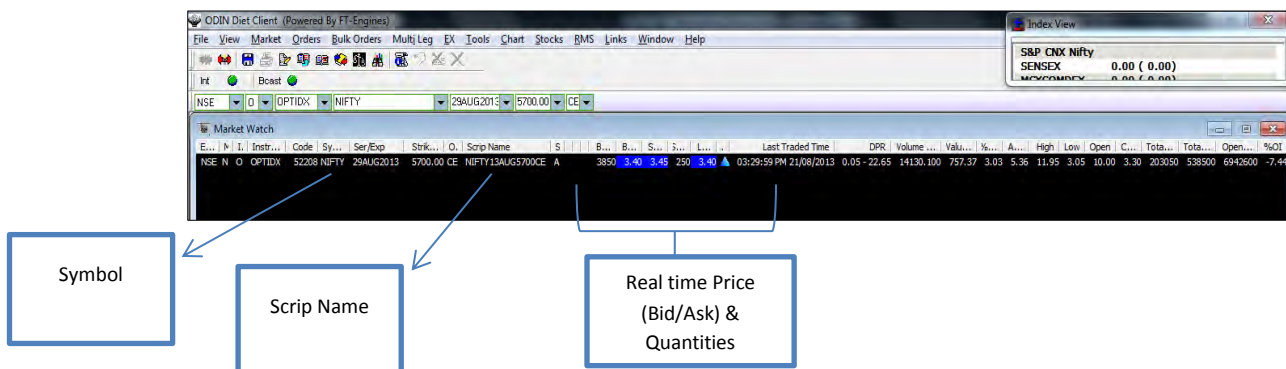 ODIN Diet Client (Powered By FT-Engines)
Index View
File View Market Orders Bulk Orders Multi Leg EX Tools Chart Stocks RMS Links Window Help
S&P CNX Nifty
SENSEX 0.00 ( 0.00)
MCXCOMDEX 0.00 ( 0.00)
Int Bcast
NSE O OPTIDX NIFTY 29AUG2013 5700.00 CE
Market Watch
E... N I. Instr... Code Sy... Ser/Exp Strik... O. Scrip Name S B... B... S... S... L... . Last Traded Time DPR Volume ... Valu... %... A... High Low Open C... Tota... Tota... Open... %OI
NSE N O OPTIDX 52208 NIFTY 29AUG2013 5700.00 CE NIFTY13AUG5700CE A 3850 3.40 3.45 250 3.40 03:29:59 PM 21/08/2013 0.05 - 22.65 14130.100 757.37 3.03 5.36 11.95 3.05 10.00 3.30 203050 538500 6942600 -7.44
Symbol
Scrip Name
Real time Price
(Bid/Ask) &
Quantities